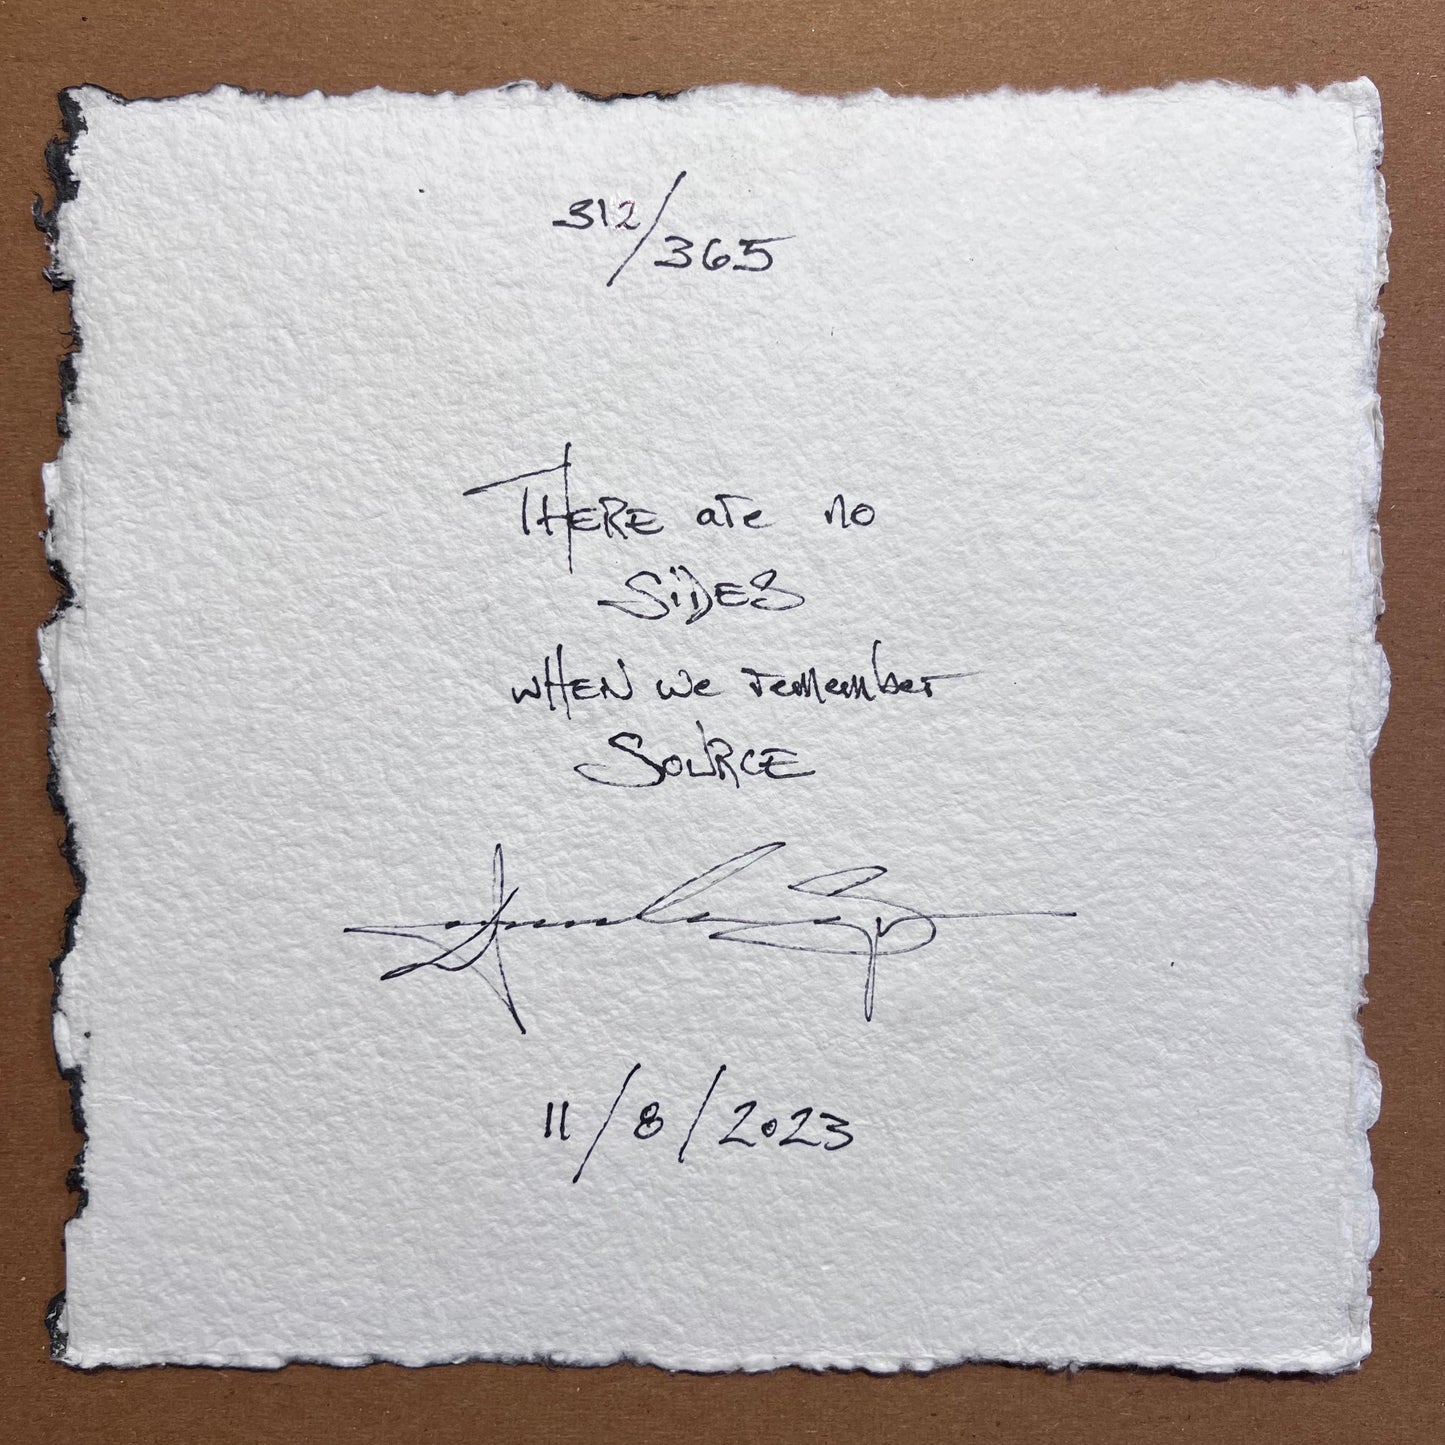 312/365
THERE are no
SiDES
wHEN we remember
SOURCE
11/8/2023